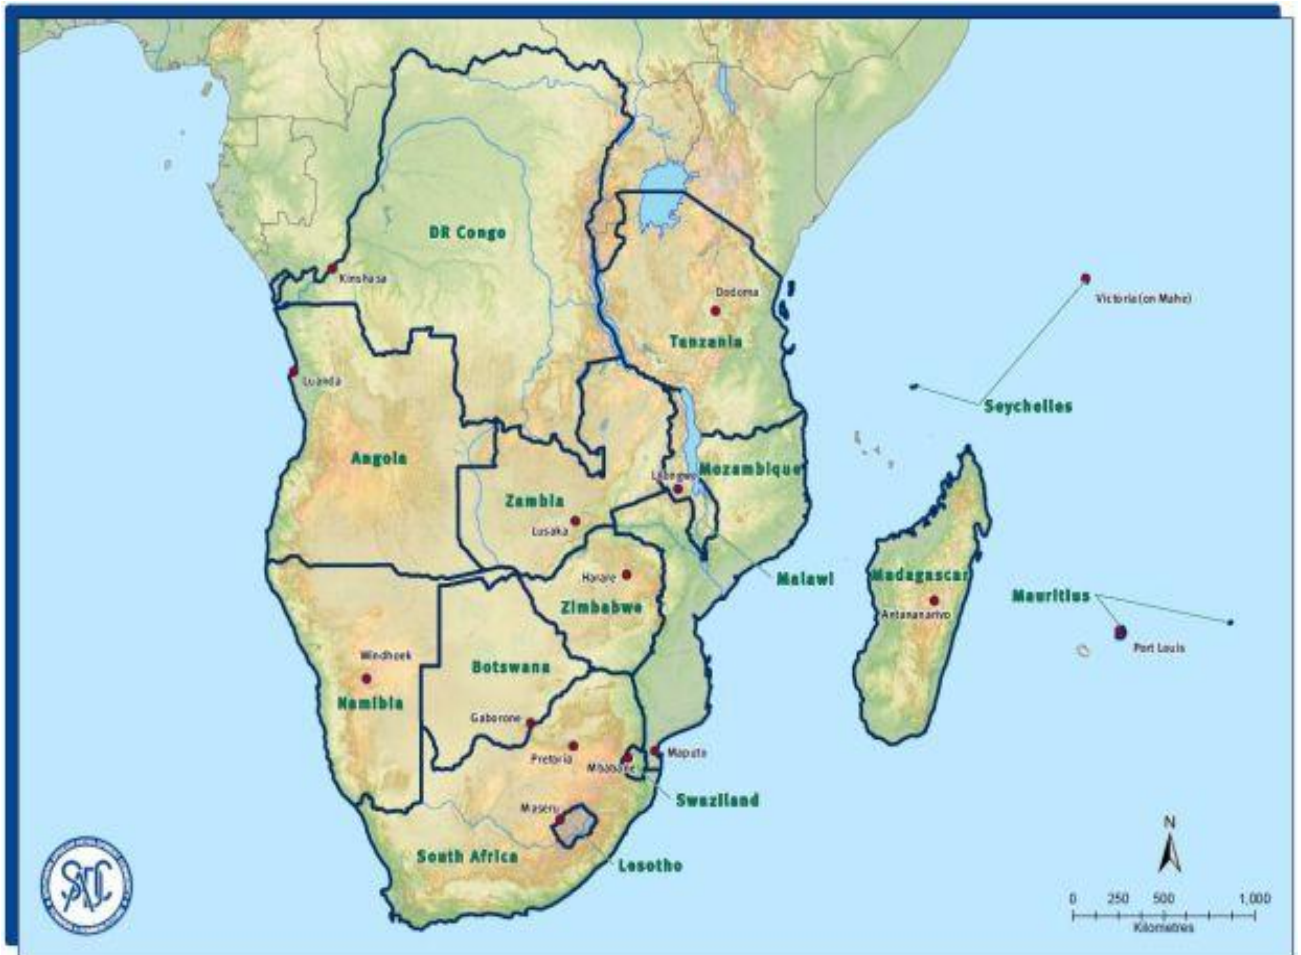 DR Congo
Kinshasa
Dodoma
Victoria (on Mahe)
Tanzania
Luanda
Seychelles
Angola
Mozambique
Zambia
Lusaka
Malawi
Harare
Madagascar
Zimbabwe
Mauritius
Antananarivo
Port Louis
Windhoek
Botswana
Namibia
Gaborone
Pretoria
Maputo
Mbabane
Swaziland
Maseru
South Africa
Lesotho
SADC
N
0 250 500 1,000
Kilometres